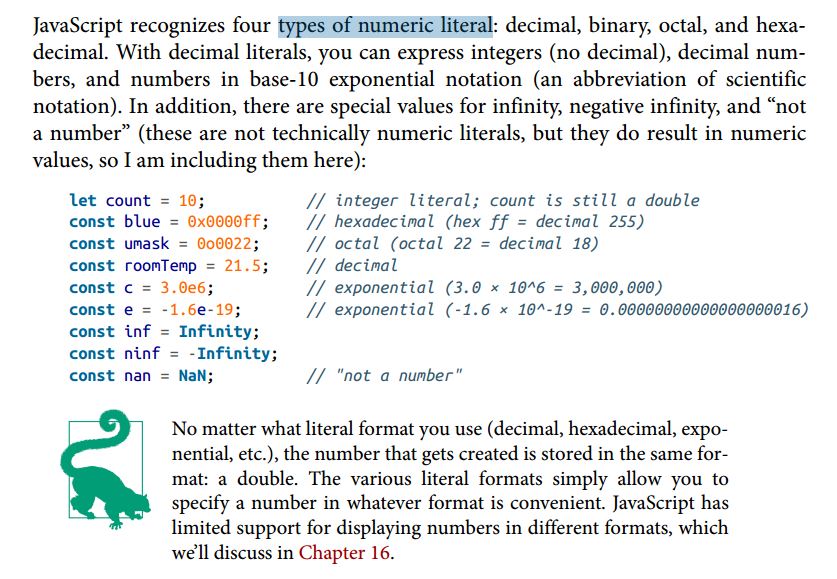 JavaScript recognizes four types of numeric literal: decimal, binary, octal, and hexa-
decimal. With decimal literals, you can express integers (no decimal), decimal num-
bers, and numbers in base-10 exponential notation (an abbreviation of scientific
notation). In addition, there are special values for infinity, negative infinity, and “not
a number” (these are not technically numeric literals, but they do result in numeric
values, so I am including them here):
let count = 10; // integer literal; count is still a double
const blue = 0x0000ff; // hexadecimal (hex ff = decimal 255)
const umask = 0o0022; // octal (octal 22 = decimal 18)
const roomTemp = 21.5; // decimal
const c = 3.0e6; // exponential (3.0 × 10^6 = 3,000,000)
const e = -1.6e-19; // exponential (-1.6 × 10^-19 = 0.00000000000000000016)
const inf = Infinity;
const ninf = -Infinity;
const nan = NaN; // "not a number"
No matter what literal format you use (decimal, hexadecimal, expo-
nential, etc.), the number that gets created is stored in the same for-
mat: a double. The various literal formats simply allow you to
specify a number in whatever format is convenient. JavaScript has
limited support for displaying numbers in different formats, which
we’ll discuss in Chapter 16.